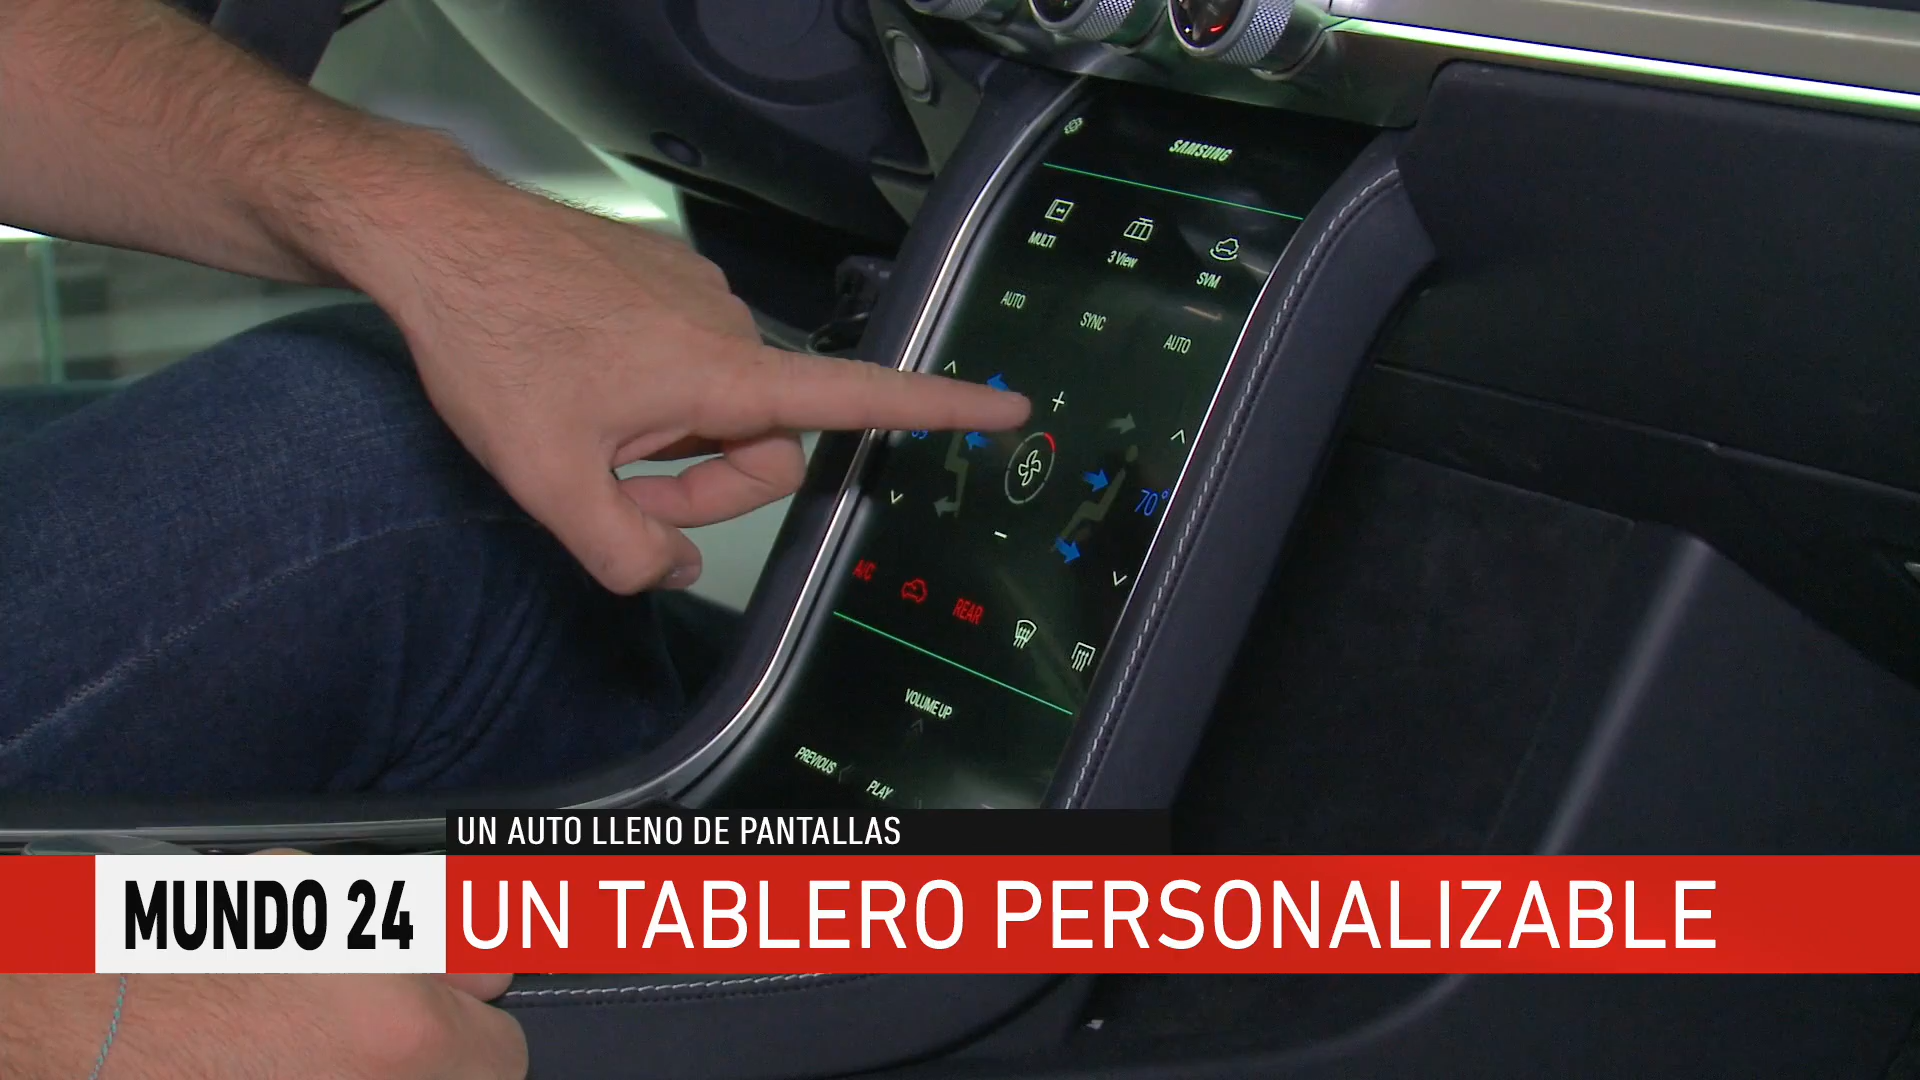 SAMSUNG
MULTI
3 View
SVM
AUTO
SYNC
AUTO
70°
A/C
REAR
VOLUME UP
PREVIOUS
PLAY
UN AUTO LLENO DE PANTALLAS
MUNDO 24
UN TABLERO PERSONALIZABLE